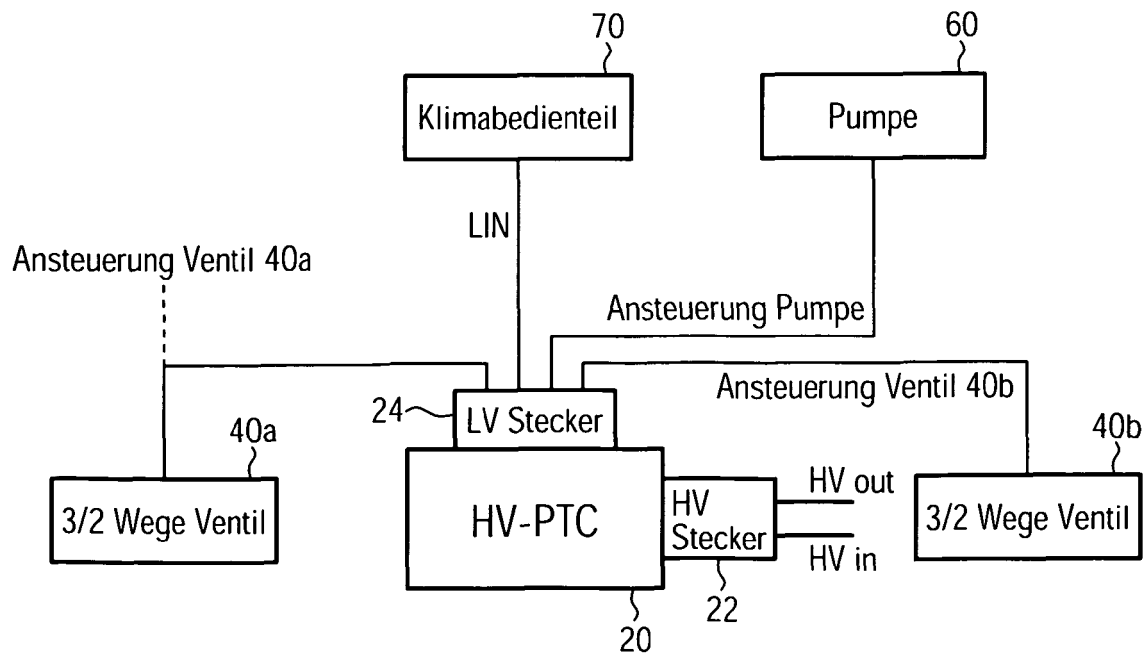 70
60
Klimabedienteil
Pumpe
LIN
Ansteuerung Ventil 40a
Ansteuerung Pumpe
Ansteuerung Ventil 40b
24
LV Stecker
40a
40b
3/2 Wege Ventil
HV-PTC
HV
Stecker
HV out
HV in
3/2 Wege Ventil
22
20